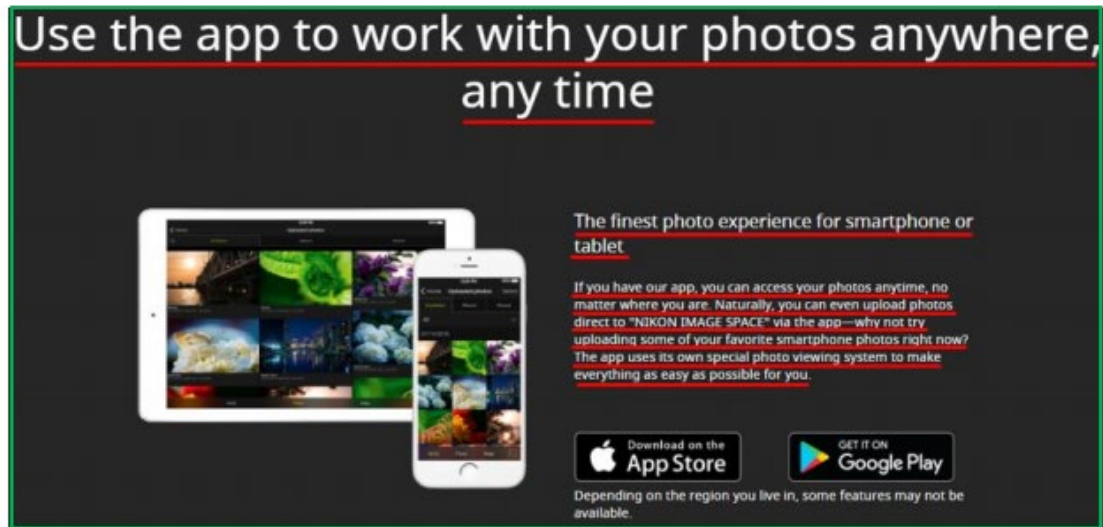 Use the app to work with your photos anywhere,
any time
The finest photo experience for smartphone or
tablet
If you have our app, you can access your photos anytime, no
matter where you are. Naturally, you can even upload photos
direct to "NIKON IMAGE SPACE" via the app—why not try
uploading some of your favorite smartphone photos right now?
The app uses its own special photo viewing system to make
everything as easy as possible for you.
Download on the
App Store
GET IT ON
Google Play
Depending on the region you live in, some features may not be
available.